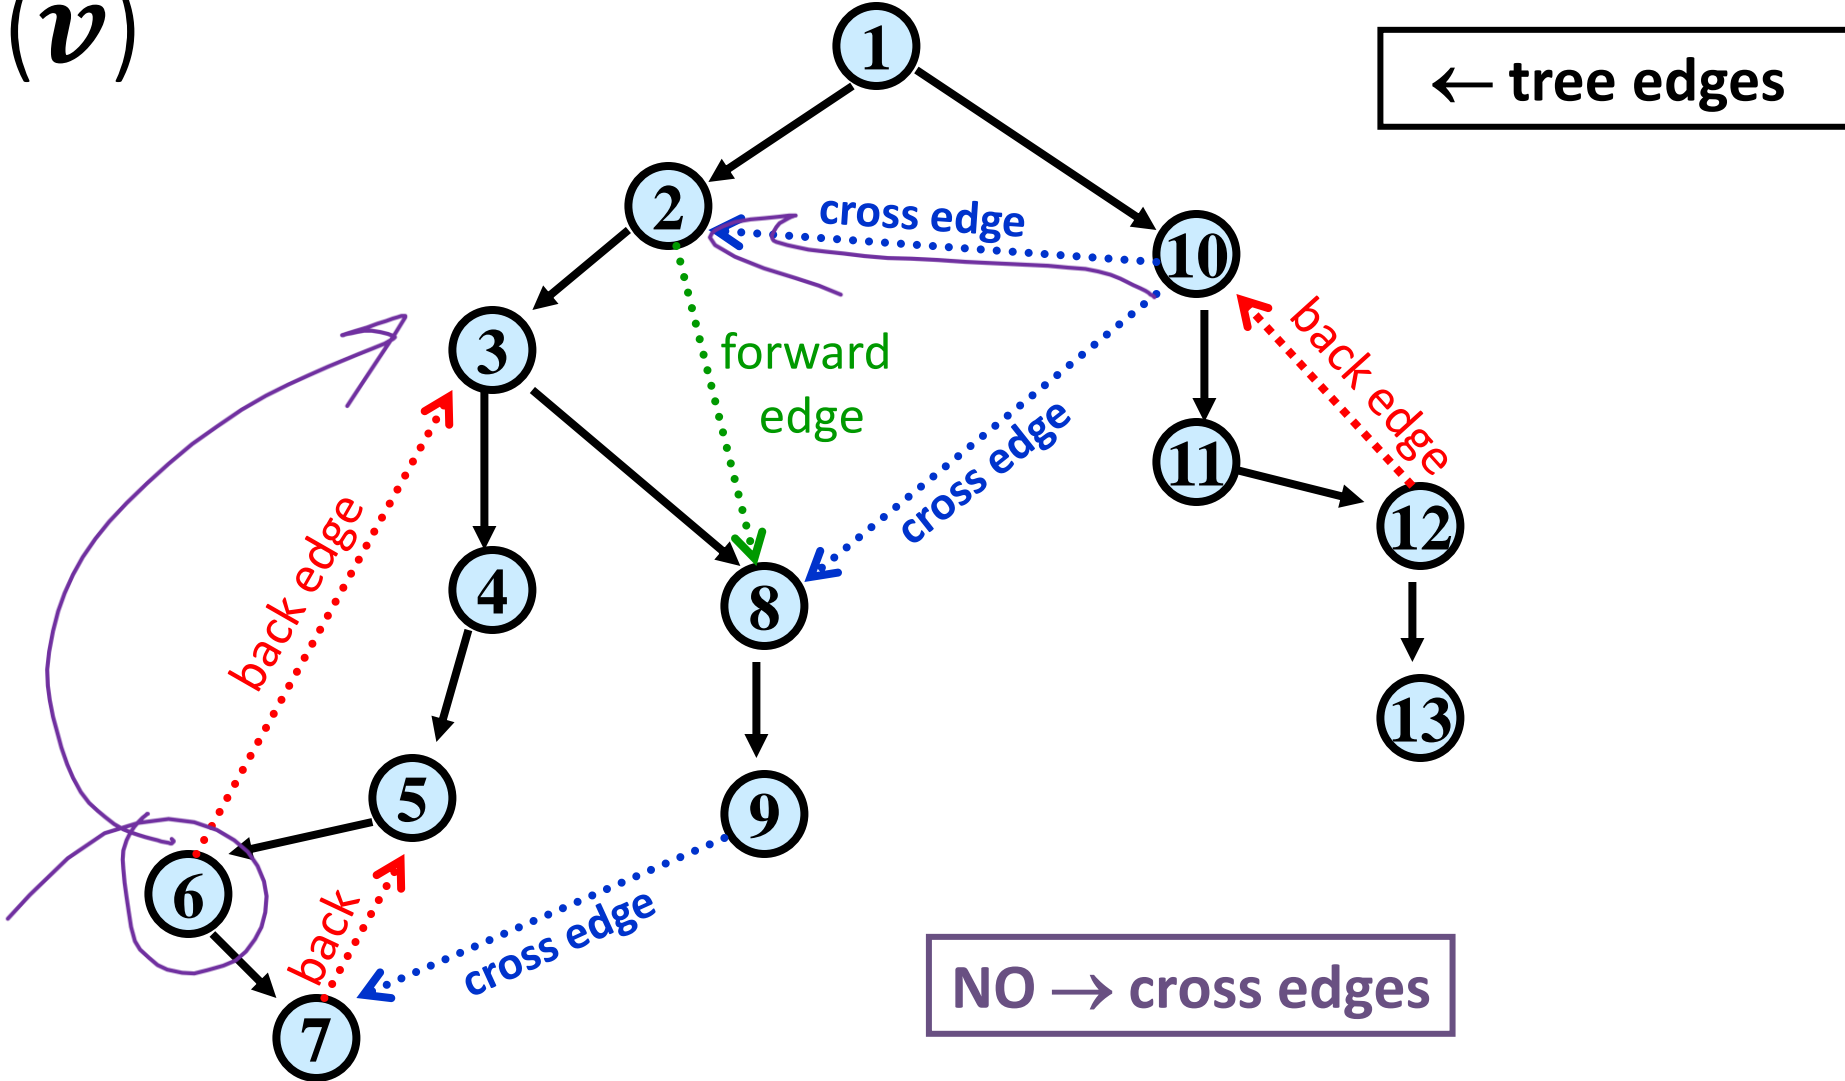 (v)
1
← tree edges
2
cross edge
10
3
forward
edge
back edge
cross edge
11
12
back edge
4
8
13
5
9
6
back
cross edge
NO → cross edges
7